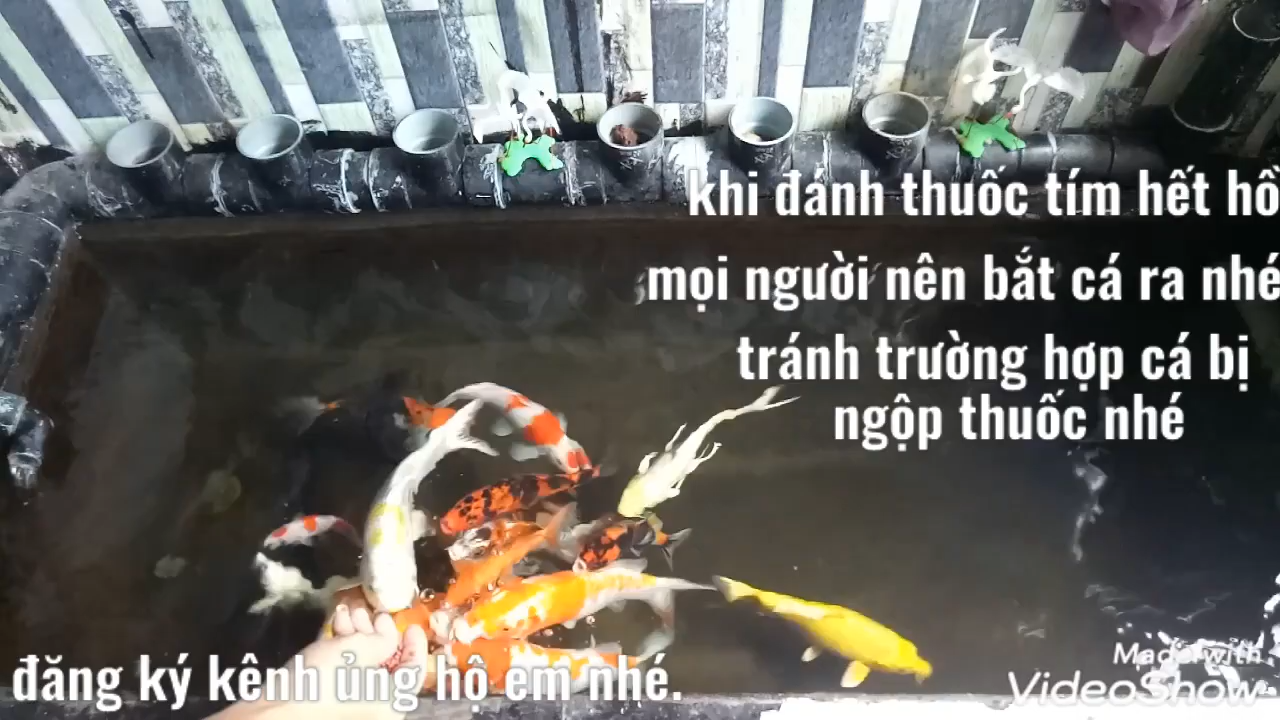 khi đánh thuốc tím hết hồ
mọi người nên bắt cá ra nhé
tránh trường hợp cá bị
ngộp thuốc nhé
đăng ký kênh ủng hộ em nhé.
Made with
VideoShow